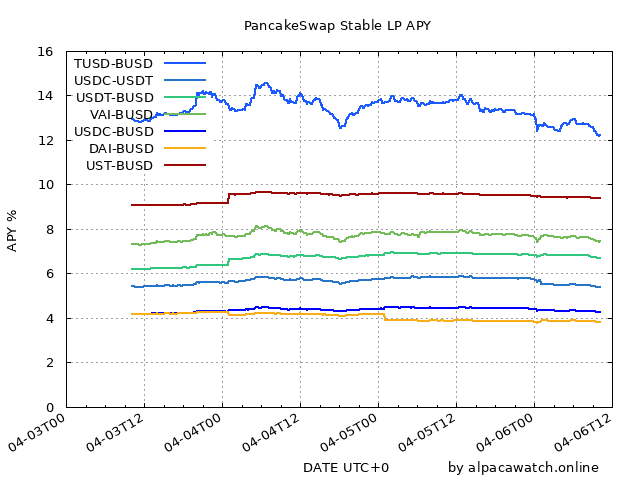 PancakeSwap Stable LP APY
16
14
12
10
8
6
4
2
0
APY %
TUSD-BUSD
USDC-USDT
USDT-BUSD
VAI-BUSD
USDC-BUSD
DAI-BUSD
UST-BUSD
04-03T00
04-03T12
04-04T00
04-04T12
04-05T00
04-05T12
04-06T00
04-06T12
DATE UTC+0
by alpacawatch.online